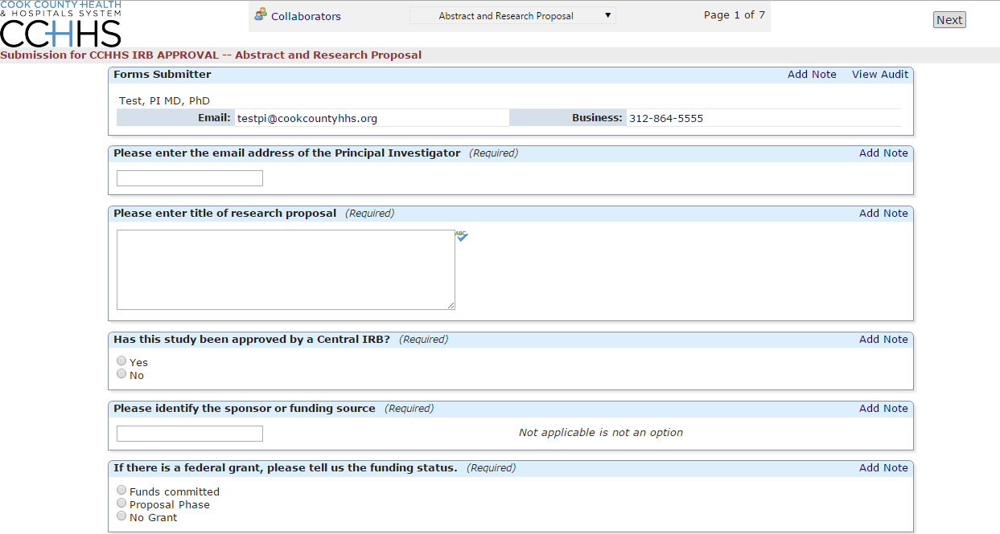 COOK COUNTY HEALTH
& HOSPITALS SYSTEM
CCHHS
Collaborators
Abstract and Research Proposal
Page 1 of 7
Next
Submission for CCHHS IRB APPROVAL -- Abstract and Research Proposal
Forms Submitter Add Note View Audit
Test, PI MD, PhD
Email: testpi@cookcountyhhs.org Business: 312-864-5555
Please enter the email address of the Principal Investigator (Required) Add Note
Please enter title of research proposal (Required) Add Note
ABC
Has this study been approved by a Central IRB? (Required) Add Note
Yes
No
Please identify the sponsor or funding source (Required) Add Note
Not applicable is not an option
If there is a federal grant, please tell us the funding status. (Required) Add Note
Funds committed
Proposal Phase
No Grant